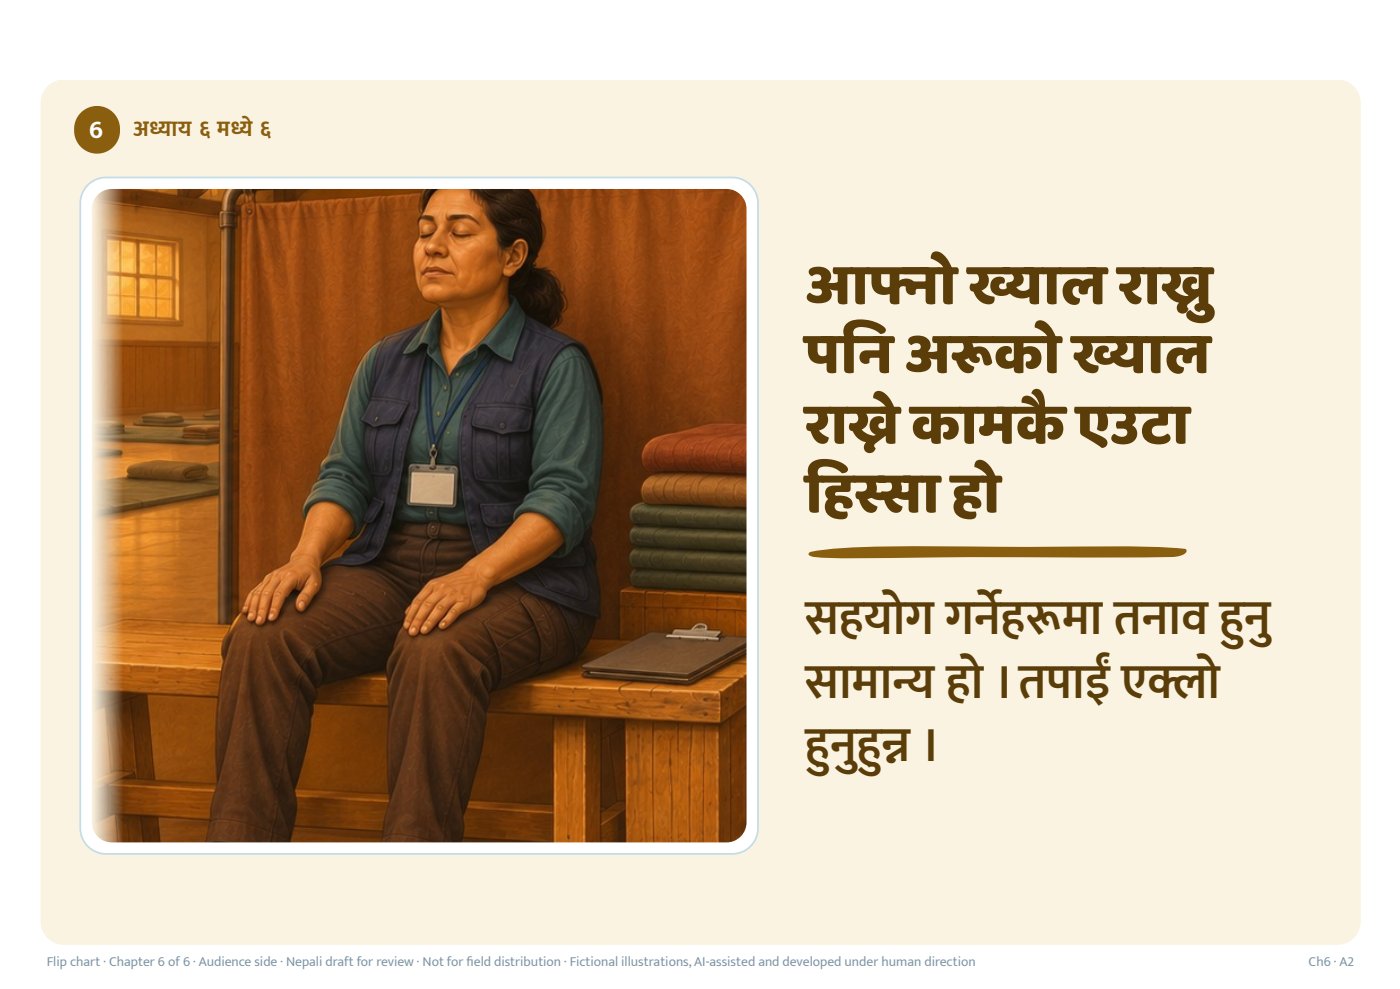 6
अध्याय ६ मध्ये ६
आफ्नो ख्याल राख्नु
पनि अरूको ख्याल
राख्ने कामकै एउटा
हिस्सा हो
सहयोग गर्नेहरूमा तनाव हुनु
सामान्य हो । तपाईं एक्लो
हुनुहुन्न ।
Flip chart · Chapter 6 of 6 · Audience side · Nepali draft for review · Not for field distribution · Fictional illustrations, AI-assisted and developed under human direction
Ch6 · A2